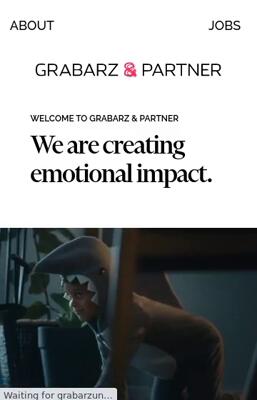 ABOUT JOBS
GRABARZ & PARTNER
WELCOME TO GRABARZ & PARTNER
We are creating
emotional impact.
Waiting for grabarzun...